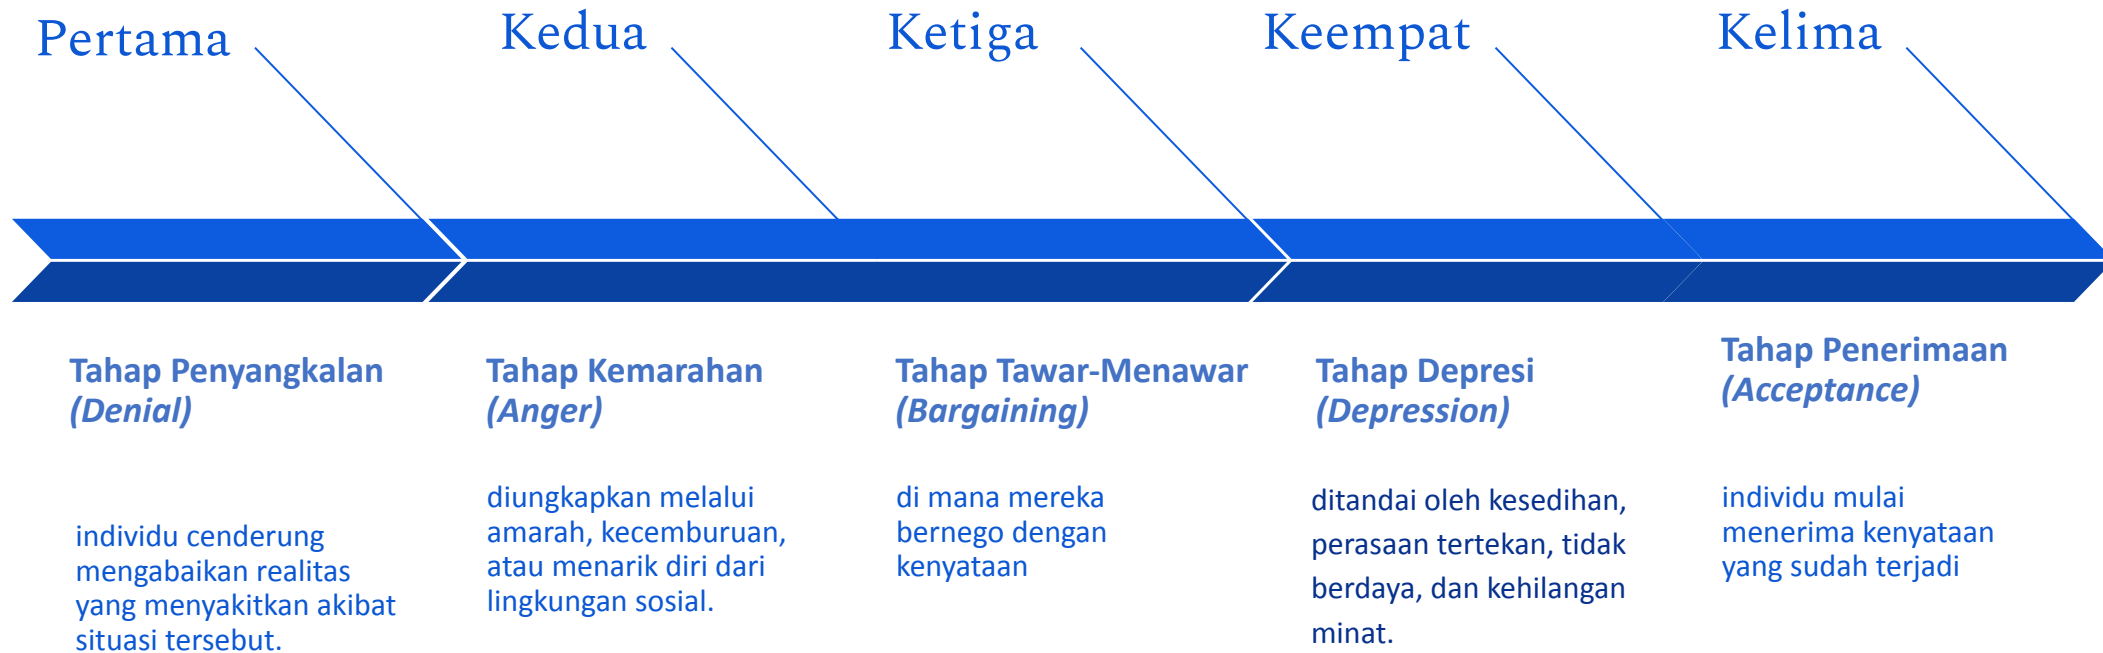 Pertama
Kedua
Ketiga
Keempat
Kelima
Tahap Penyangkalan
(Denial)
individu cenderung
mengabaikan realitas
yang menyakitkan akibat
situasi tersebut.
Tahap Kemarahan
(Anger)
diungkapkan melalui
amarah, kecemburuan,
atau menarik diri dari
lingkungan sosial.
Tahap Tawar-Menawar
(Bargaining)
di mana mereka
bernego dengan
kenyataan
Tahap Depresi
(Depression)
ditandai oleh kesedihan,
perasaan tertekan, tidak
berdaya, dan kehilangan
minat.
Tahap Penerimaan
(Acceptance)
individu mulai
menerima kenyataan
yang sudah terjadi